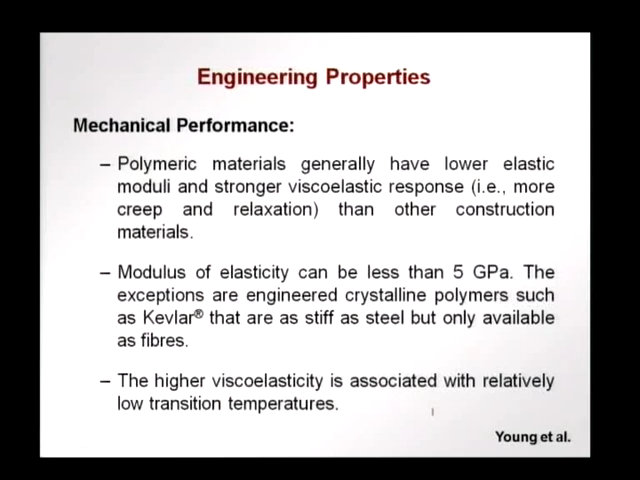 Engineering Properties
Mechanical Performance:
– Polymeric materials generally have lower elastic
moduli and stronger viscoelastic response (i.e., more
creep and relaxation) than other construction
materials.
– Modulus of elasticity can be less than 5 GPa. The
exceptions are engineered crystalline polymers such
as Kevlar® that are as stiff as steel but only available
as fibres.
– The higher viscoelasticity is associated with relatively
low transition temperatures.
Young et al.